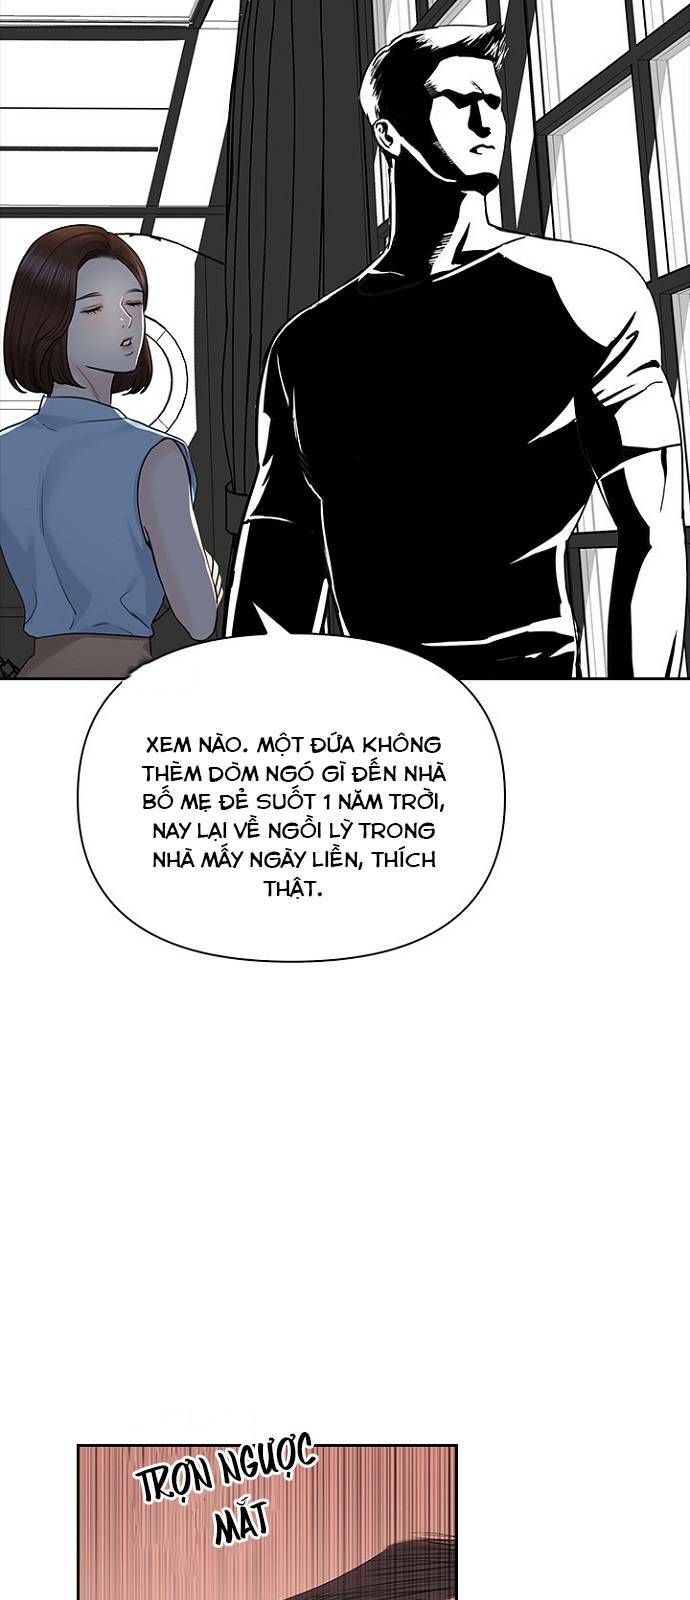 XEM NÀO. MỘT ĐỨA KHÔNG
THÈM DÒM NGÓ GÌ ĐẾN NHÀ
BỐ MẸ ĐẺ SUỐT 1 NĂM TRỜI,
NAY LẠI VỀ NGỒI LỲ TRONG
NHÀ MẤY NGÀY LIỀN, THÍCH
THẬT.
TRỢN NGƯỢC
MẮT